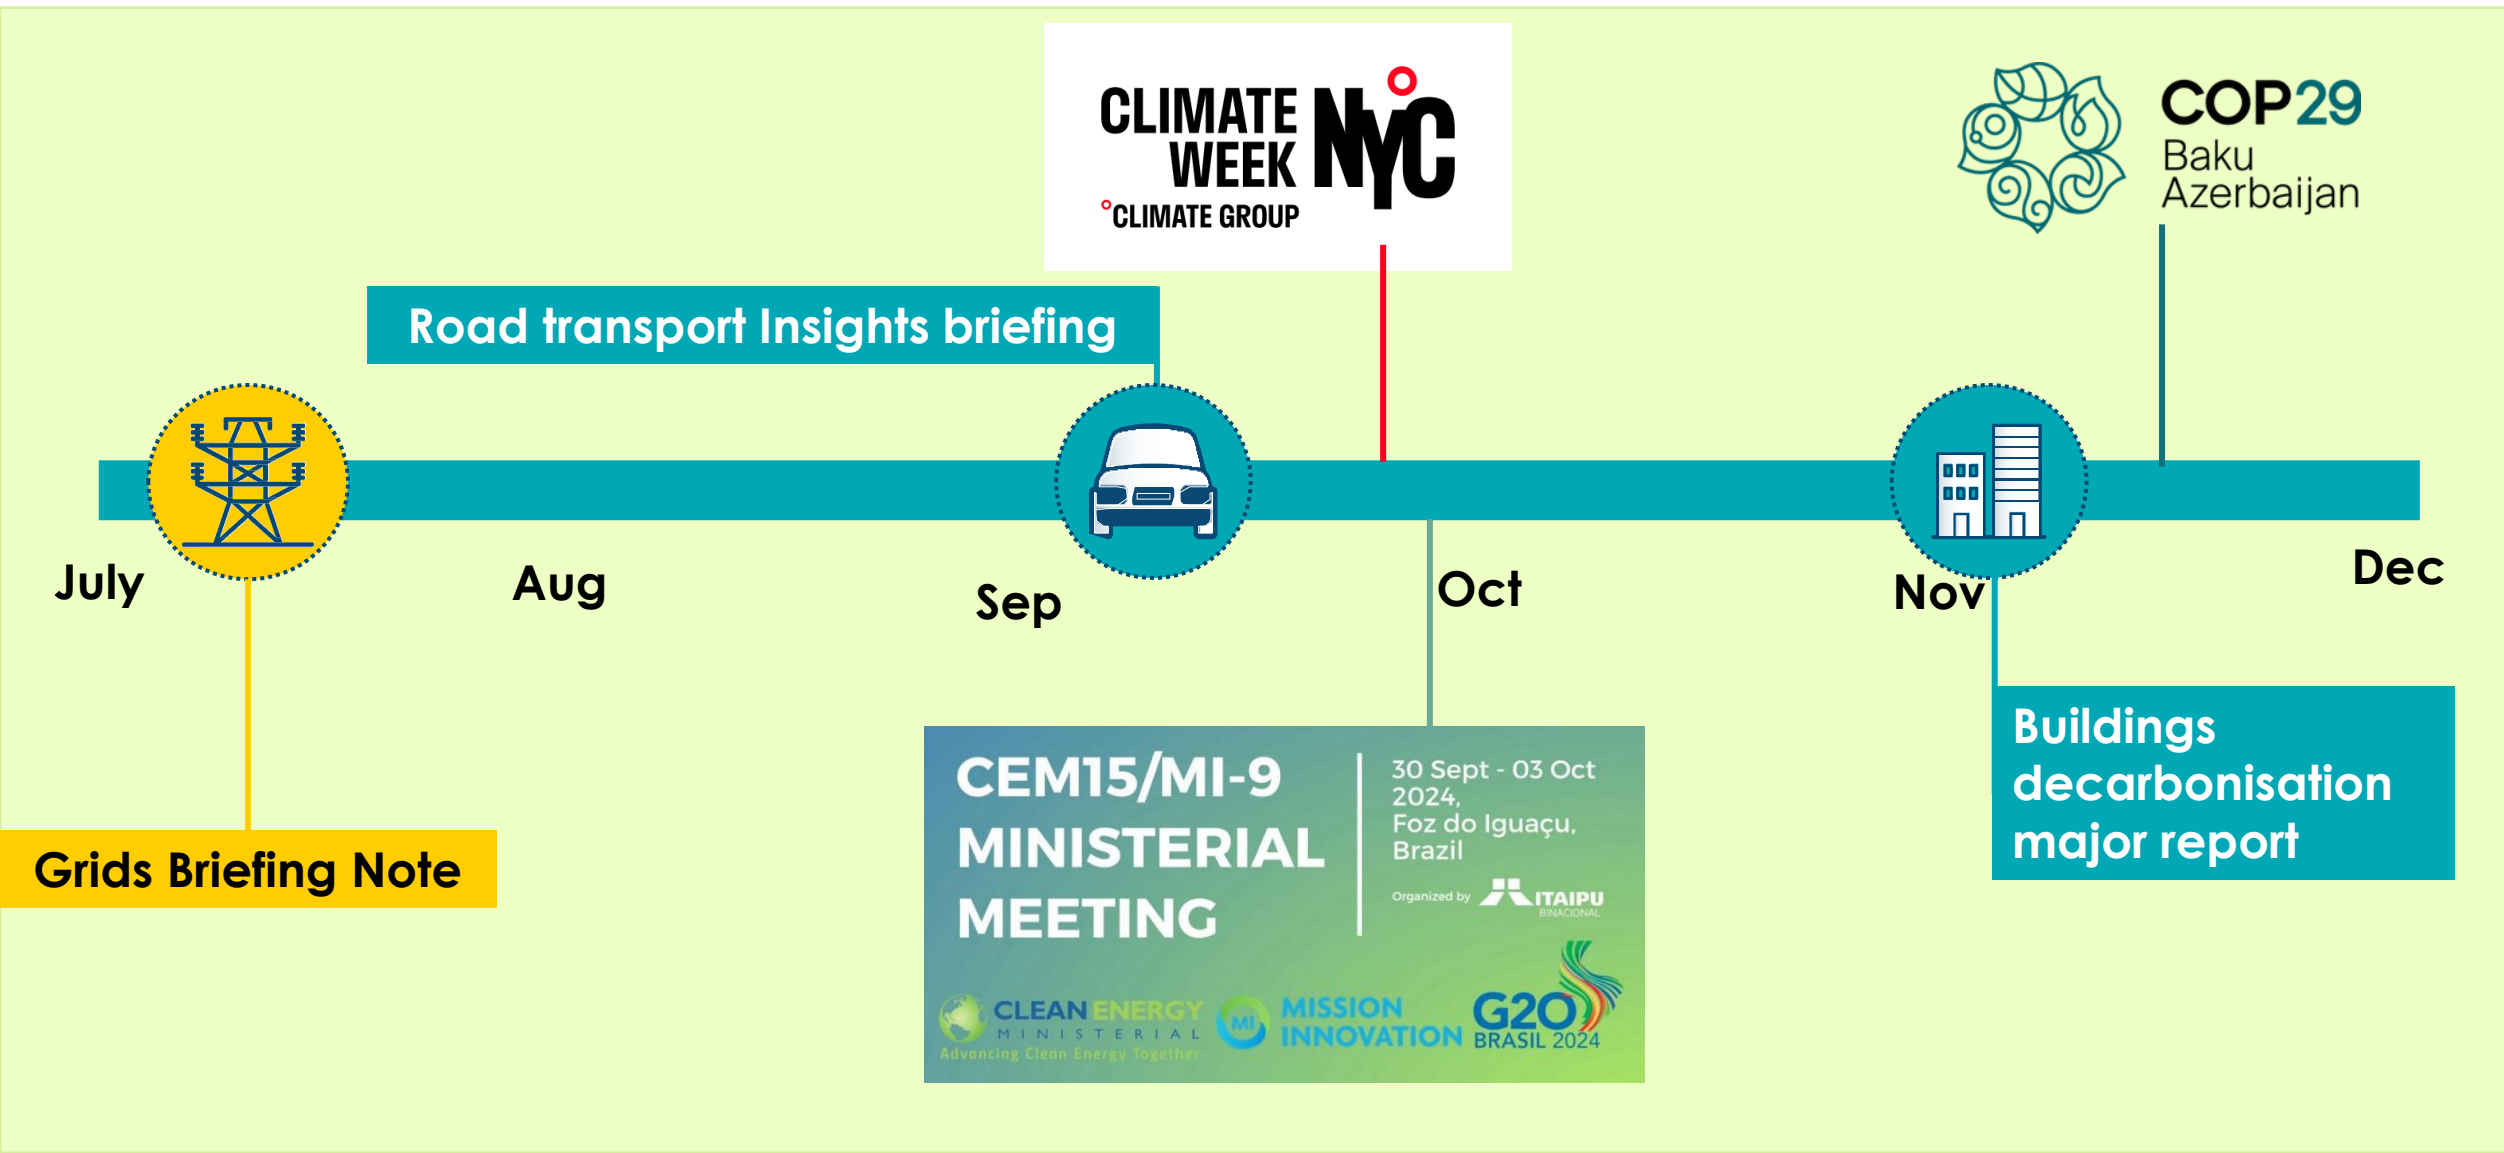 CLIMATE
WEEK
NYC
°CLIMATE GROUP
COP29
Baku
Azerbaijan
Road transport Insights briefing
July
Aug
Sep
Oct
Nov
Dec
Grids Briefing Note
CEM15/MI-9
MINISTERIAL
MEETING
30 Sept - 03 Oct
2024,
Foz do Iguaçu,
Brazil
Organized by
ITAIPU
BINACIONAL
CLEAN ENERGY
MINISTERIAL
Advancing Clean Energy Together
MI
MISSION
INNOVATION
G20
BRASIL 2024
Buildings
decarbonisation
major report